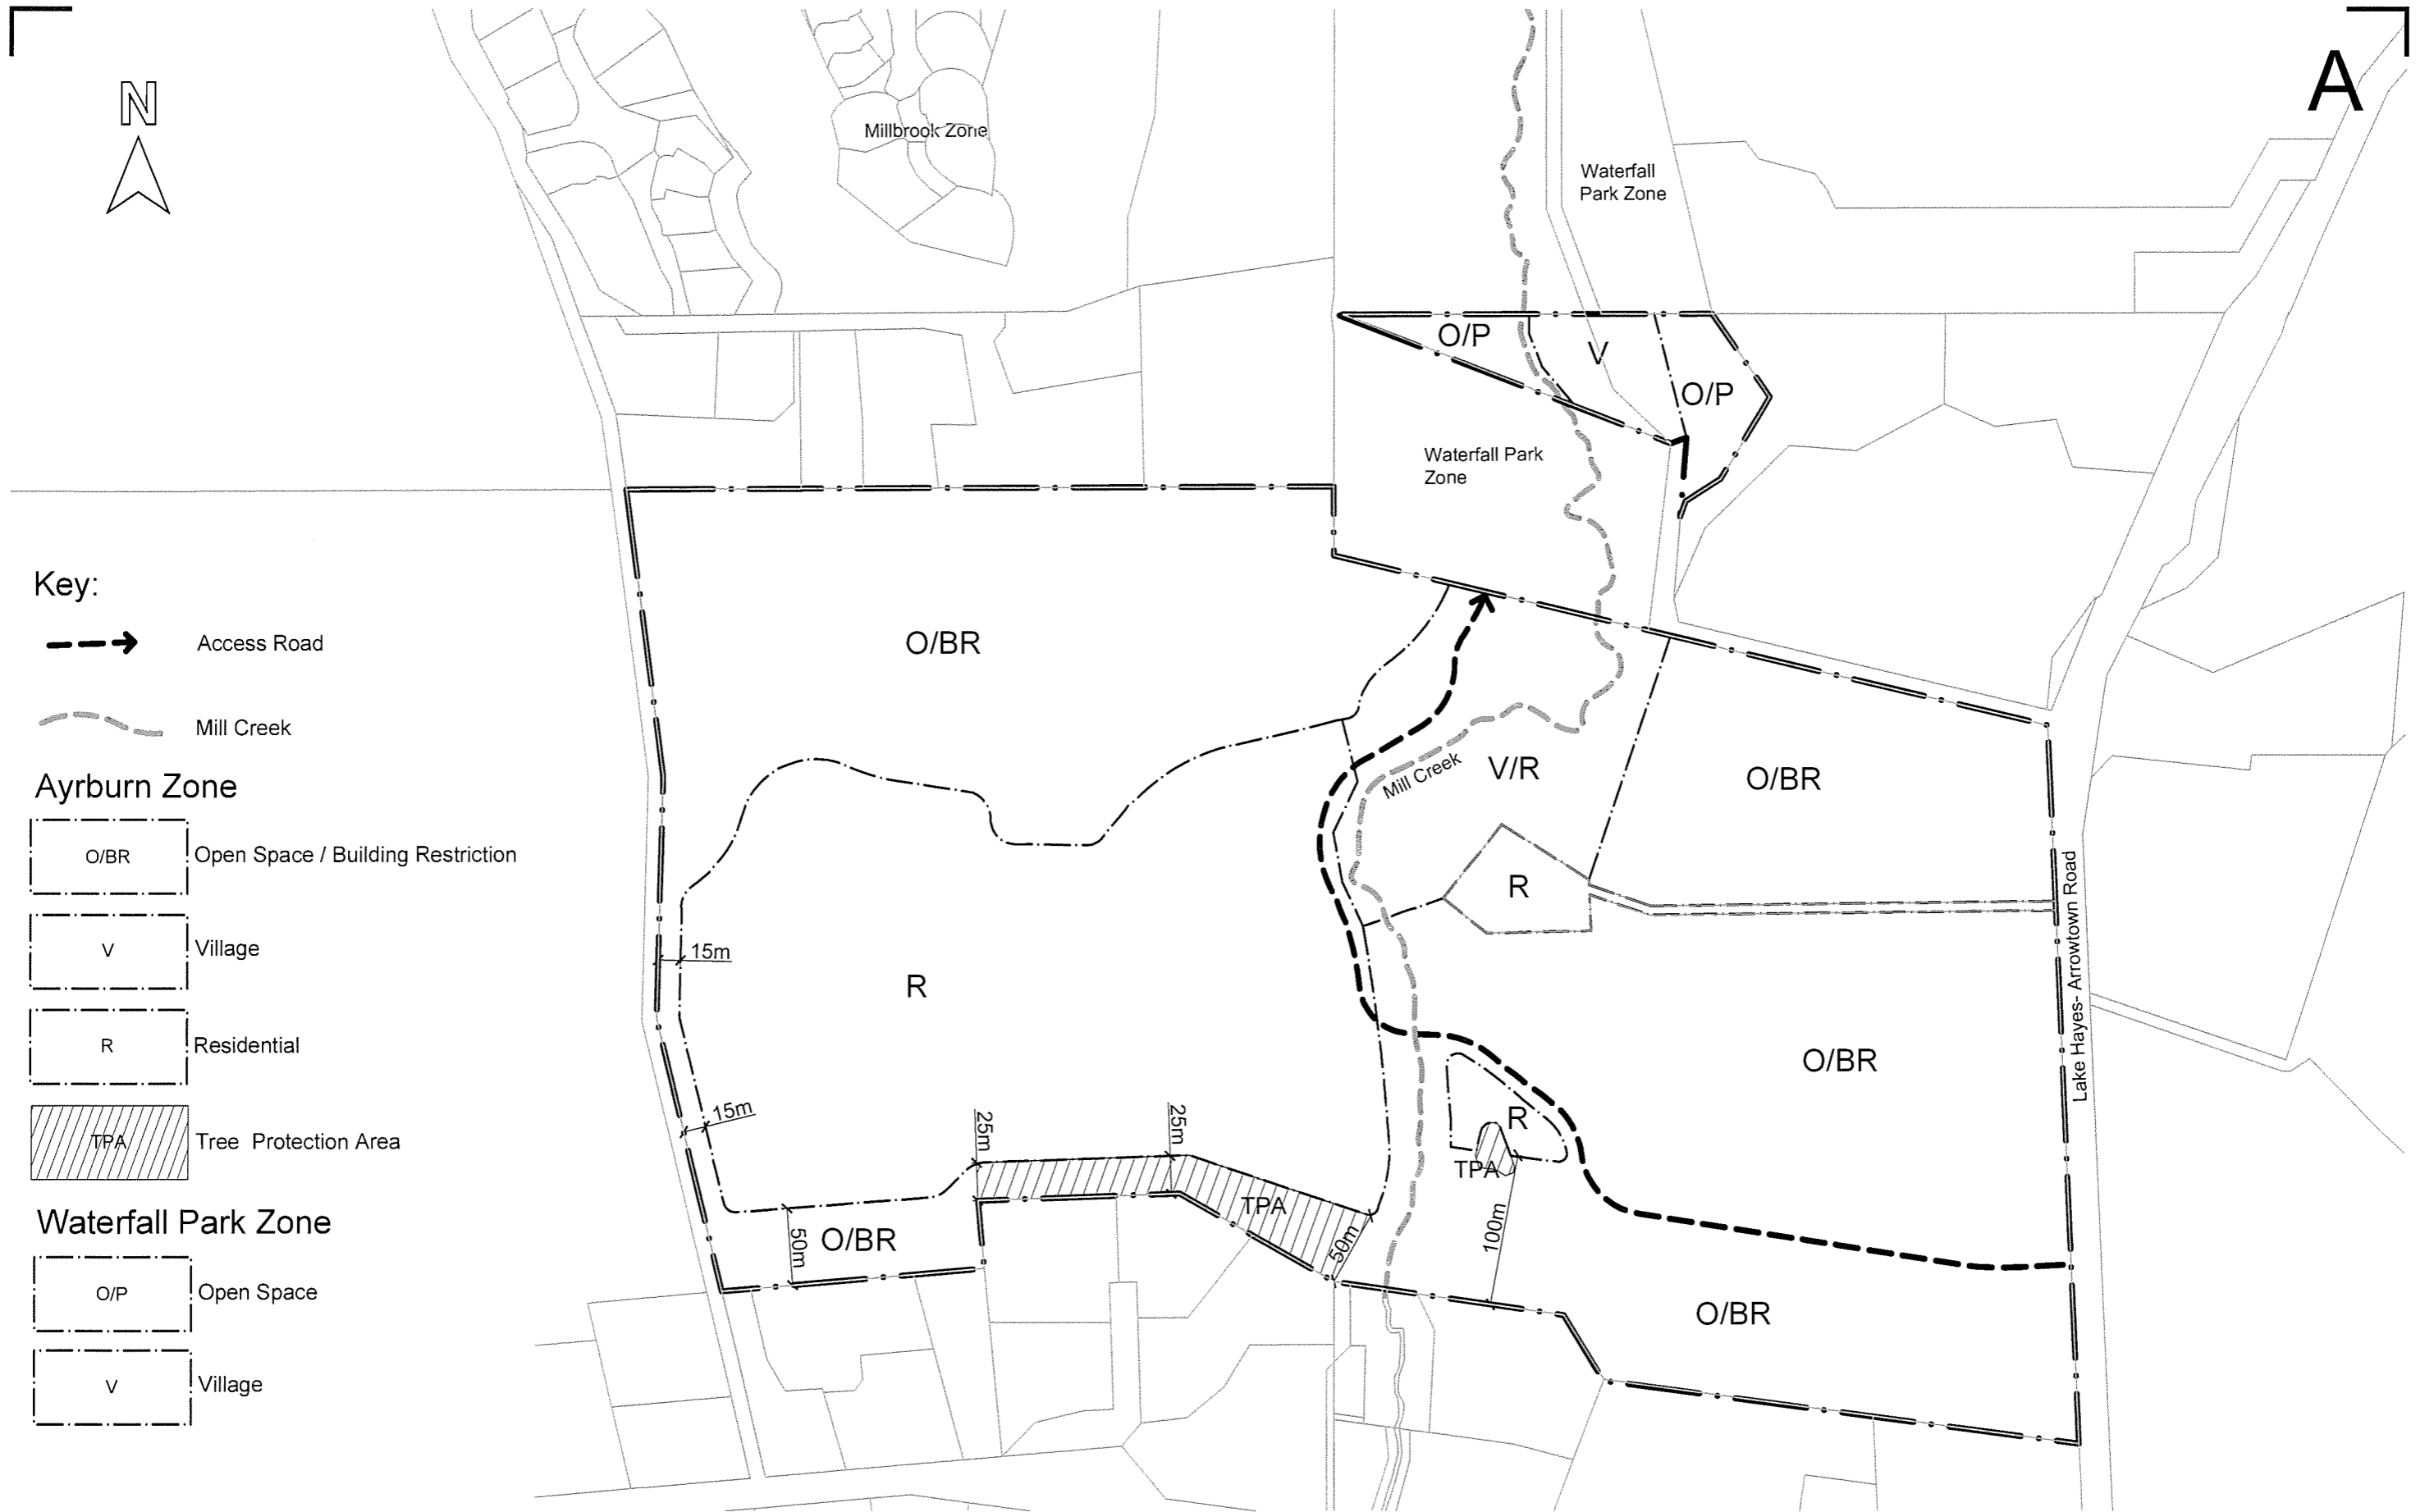 A
N
Millbrook Zone
Waterfall
Park Zone
O/P
V
O/P
Waterfall Park
Zone
Key:
Access Road
Mill Creek
Ayrburn Zone
O/BR
Open Space / Building Restriction
V
Village
R
Residential
TPA
Tree Protection Area
Waterfall Park Zone
O/P
Open Space
V
Village
O/BR
Mill Creek
V/R
O/BR
R
15m
R
Lake Hayes- Arrowtown Road
O/BR
15m
25m
25m
R
TPA
TPA
50m
O/BR
50m
100m
O/BR